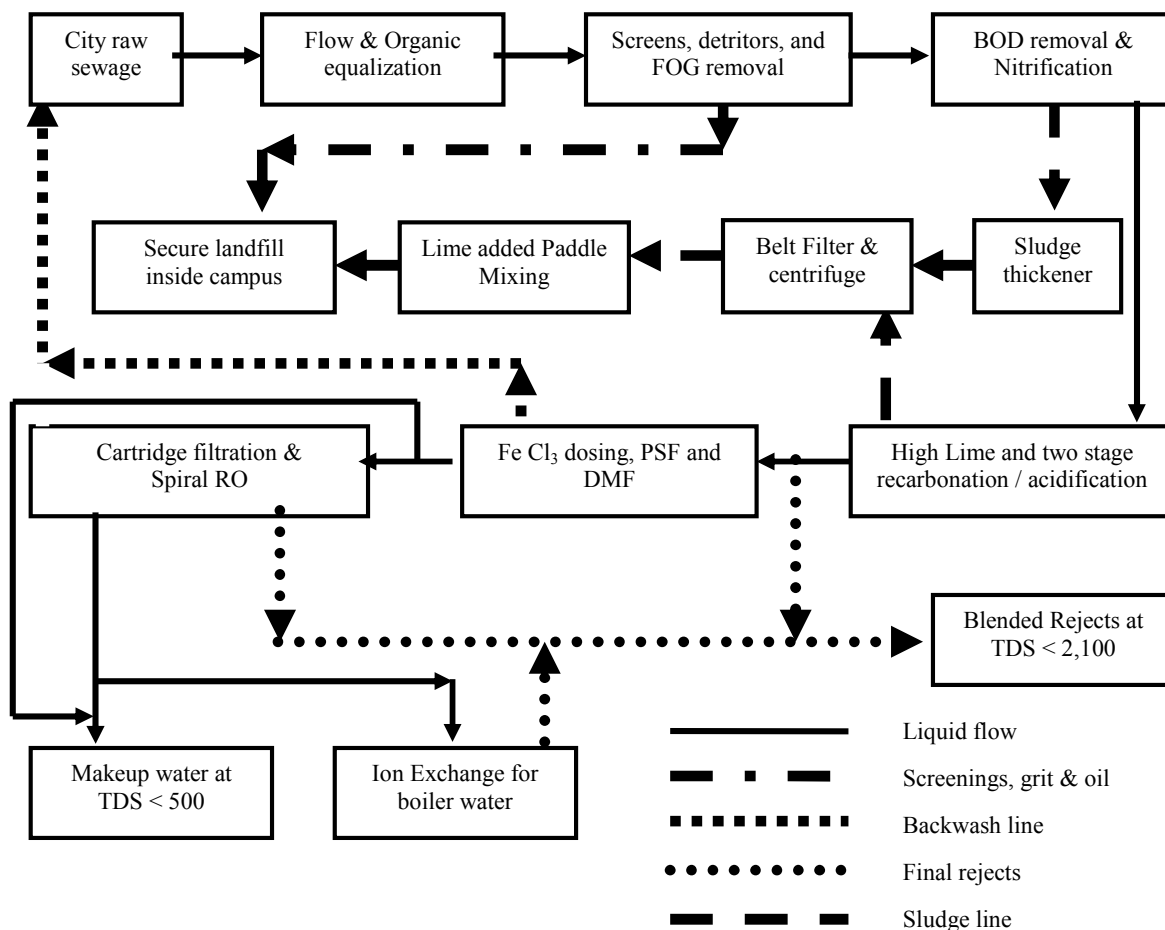 City raw
sewage
Flow & Organic
equalization
Screens, detritors, and
FOG removal
BOD removal &
Nitrification
Secure landfill
inside campus
Lime added Paddle
Mixing
Belt Filter &
centrifuge
Sludge
thickener
Cartridge filtration &
Spiral RO
Fe Cl₃ dosing, PSF and
DMF
High Lime and two stage
recarbonation / acidification
Blended Rejects at
TDS < 2,100
Makeup water at
TDS < 500
Ion Exchange for
boiler water
Liquid flow
Screenings, grit & oil
Backwash line
Final rejects
Sludge line